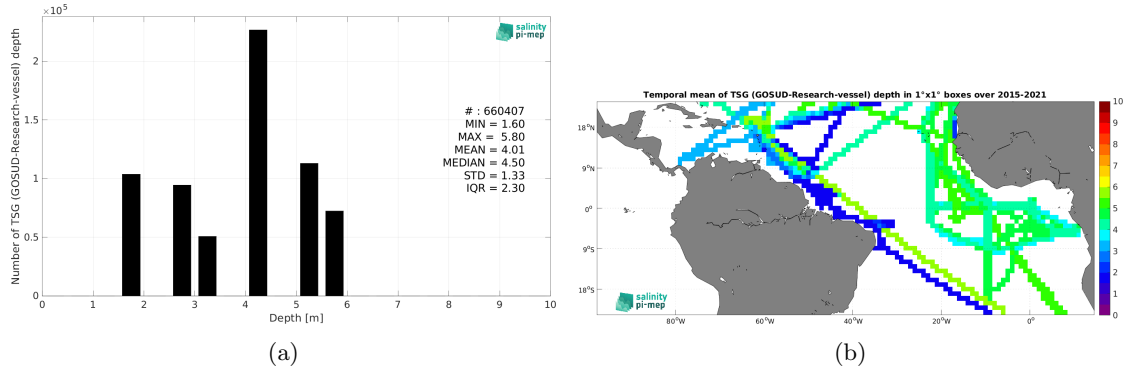 ×10⁵
2
1.5
1
0.5
0
Number of TSG (GOSUD-Research-vessel) depth
salinity
pi-mep
# : 660407
MIN = 1.60
MAX = 5.80
MEAN = 4.01
MEDIAN = 4.50
STD = 1.33
IQR = 2.30
0 1 2 3 4 5 6 7 8 9 10
Depth [m]
(a)
Temporal mean of TSG (GOSUD-Research-vessel) depth in 1°x1° boxes over 2015-2021
18°N
9°N
0°
9°S
18°S
salinity
pi-mep
80°W 60°W 40°W 20°W 0°
10
9
8
7
6
5
4
3
2
1
0
(b)